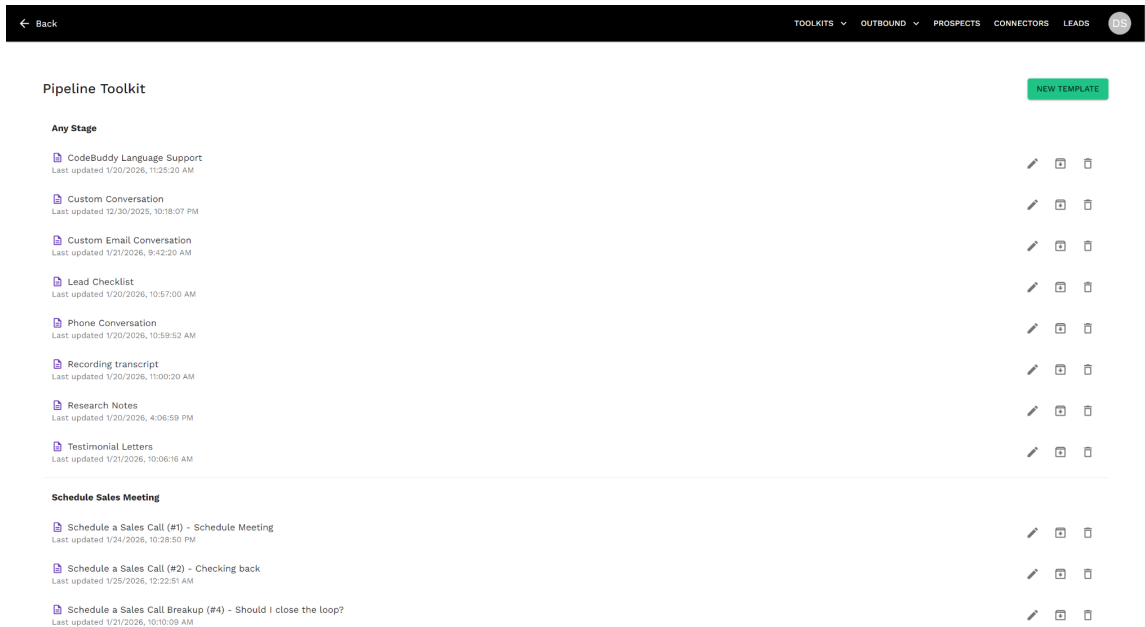 Back
TOOLKITS OUTBOUND PROSPECTS CONNECTORS LEADS DS
Pipeline Toolkit
NEW TEMPLATE
Any Stage
CodeBuddy Language Support
Last updated 1/20/2026, 11:25:20 AM
Custom Conversation
Last updated 12/30/2025, 10:18:07 PM
Custom Email Conversation
Last updated 1/21/2026, 9:42:20 AM
Lead Checklist
Last updated 1/20/2026, 10:57:00 AM
Phone Conversation
Last updated 1/20/2026, 10:59:52 AM
Recording transcript
Last updated 1/20/2026, 11:00:20 AM
Research Notes
Last updated 1/20/2026, 4:06:59 PM
Testimonial Letters
Last updated 1/21/2026, 10:06:16 AM
Schedule Sales Meeting
Schedule a Sales Call (#1) - Schedule Meeting
Last updated 1/24/2026, 10:28:50 PM
Schedule a Sales Call (#2) - Checking back
Last updated 1/25/2026, 12:22:51 AM
Schedule a Sales Call Breakup (#4) - Should I close the loop?
Last updated 1/21/2026, 10:10:09 AM